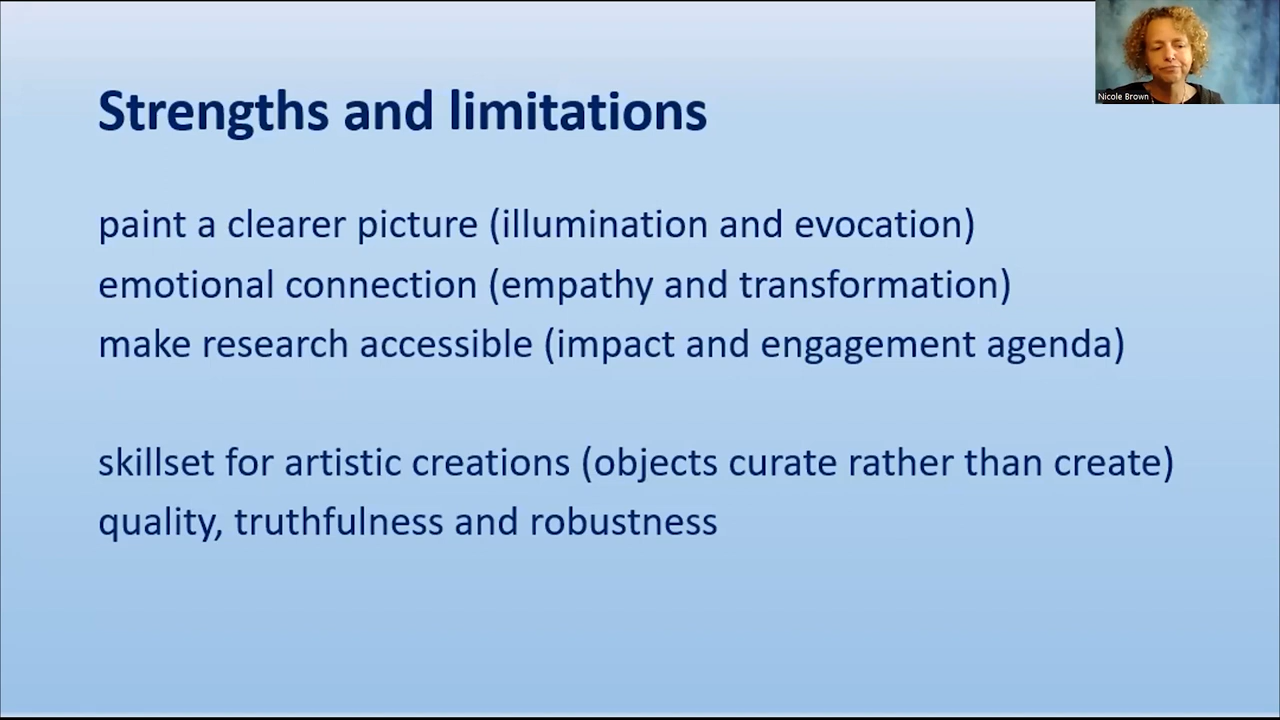 Strengths and limitations
Nicole Brown
paint a clearer picture (illumination and evocation)
emotional connection (empathy and transformation)
make research accessible (impact and engagement agenda)
skillset for artistic creations (objects curate rather than create)
quality, truthfulness and robustness